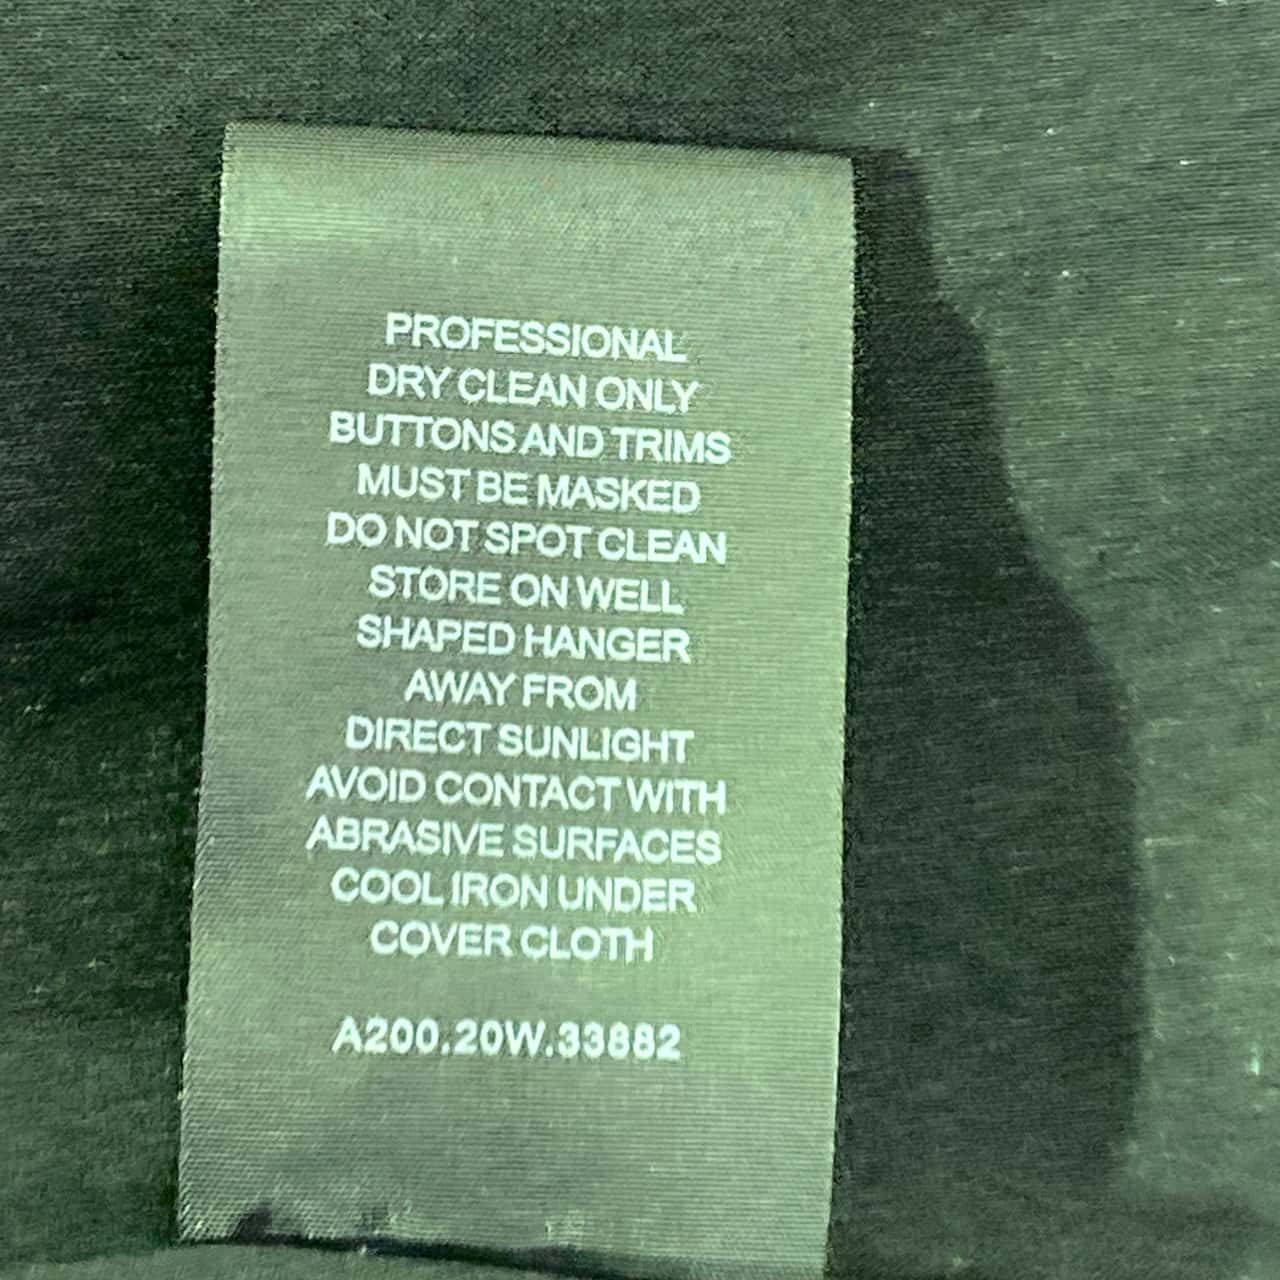 PROFESSIONAL
DRY CLEAN ONLY
BUTTONS AND TRIMS
MUST BE MASKED
DO NOT SPOT CLEAN
STORE ON WELL
SHAPED HANGER
AWAY FROM
DIRECT SUNLIGHT
AVOID CONTACT WITH
ABRASIVE SURFACES
COOL IRON UNDER
COVER CLOTH
A200.20W.33882